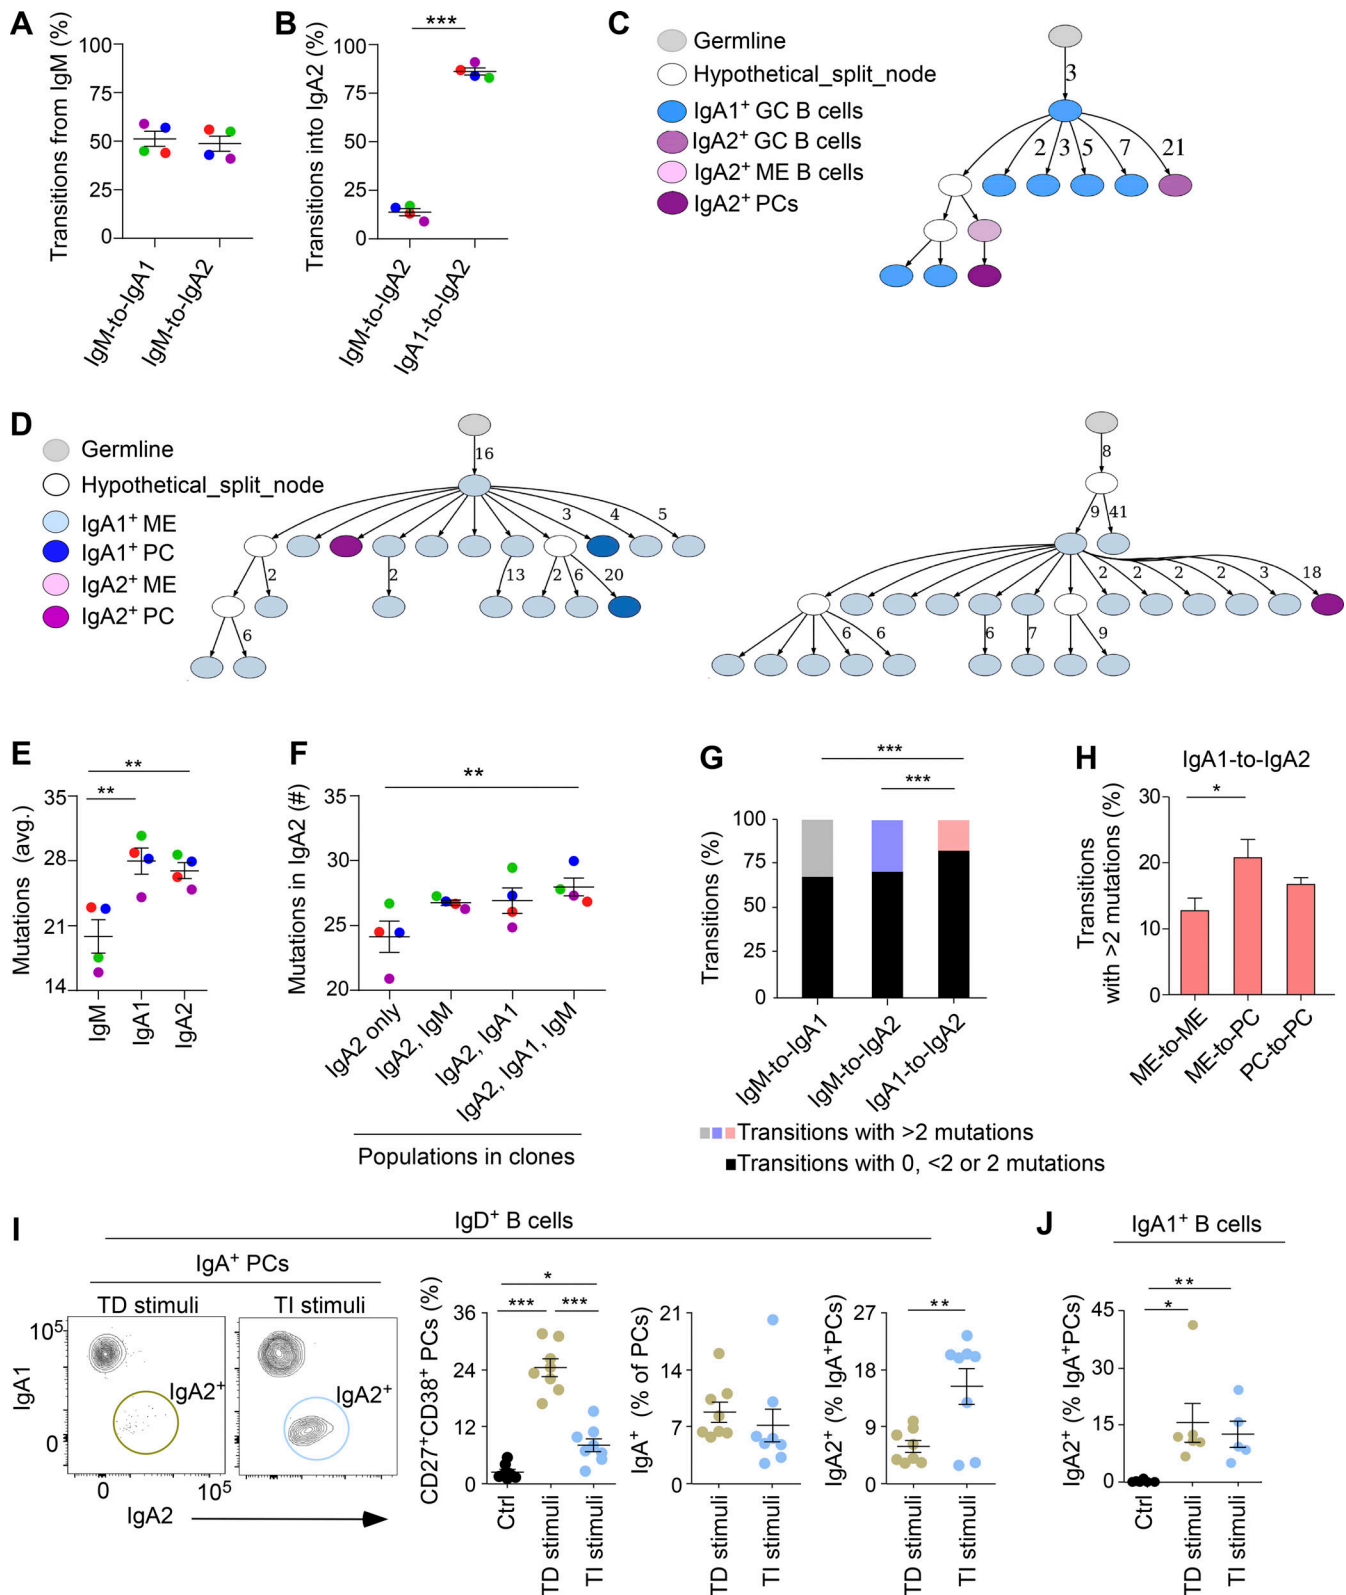 A
Transitions from IgM (%)
100
75
50
25
0
IgM-to-IgA1
IgM-to-IgA2
B
Transitions into IgA2 (%)
***
100
75
50
25
0
IgM-to-IgA2
IgA1-to-IgA2
C
Germline
Hypothetical_split_node
IgA1⁺ GC B cells
IgA2⁺ GC B cells
IgA2⁺ ME B cells
IgA2⁺ PCs
3
2 3 5 7 21
D
Germline
Hypothetical_split_node
IgA1⁺ ME
IgA1⁺ PC
IgA2⁺ ME
IgA2⁺ PC
16
3 4 5
2 2 13 2 6 20
6
8
9 41
2 2 2 2 3 18
6 6 6 7 9
E
Mutations (avg.)
**
**
35
28
21
14
IgM
IgA1
IgA2
F
Mutations in IgA2 (#)
**
35
30
25
20
IgA2 only
IgA2, IgM
IgA2, IgA1
IgA2, IgA1, IgM
Populations in clones
G
Transitions (%)
***
***
100
75
50
25
0
IgM-to-IgA1
IgM-to-IgA2
IgA1-to-IgA2
Transitions with >2 mutations
Transitions with 0, <2 or 2 mutations
H
IgA1-to-IgA2
Transitions
with >2 mutations (%)
*
30
20
10
0
ME-to-ME
ME-to-PC
PC-to-PC
I
IgD⁺ B cells
IgA⁺ PCs
TD stimuli
TI stimuli
IgA1
10⁵
0
IgA2⁺
IgA2⁺
0
10⁵
IgA2
CD27⁺CD38⁺ PCs (%)
*
*** ***
36
24
12
0
Ctrl
TD stimuli
TI stimuli
IgA⁺ (% of PCs)
21
14
7
0
TD stimuli
TI stimuli
IgA2⁺ (% IgA⁺PCs)
**
27
18
9
0
TD stimuli
TI stimuli
J
IgA1⁺ B cells
IgA2⁺ (% IgA⁺PCs)
**
*
45
30
15
0
Ctrl
TD stimuli
TI stimuli